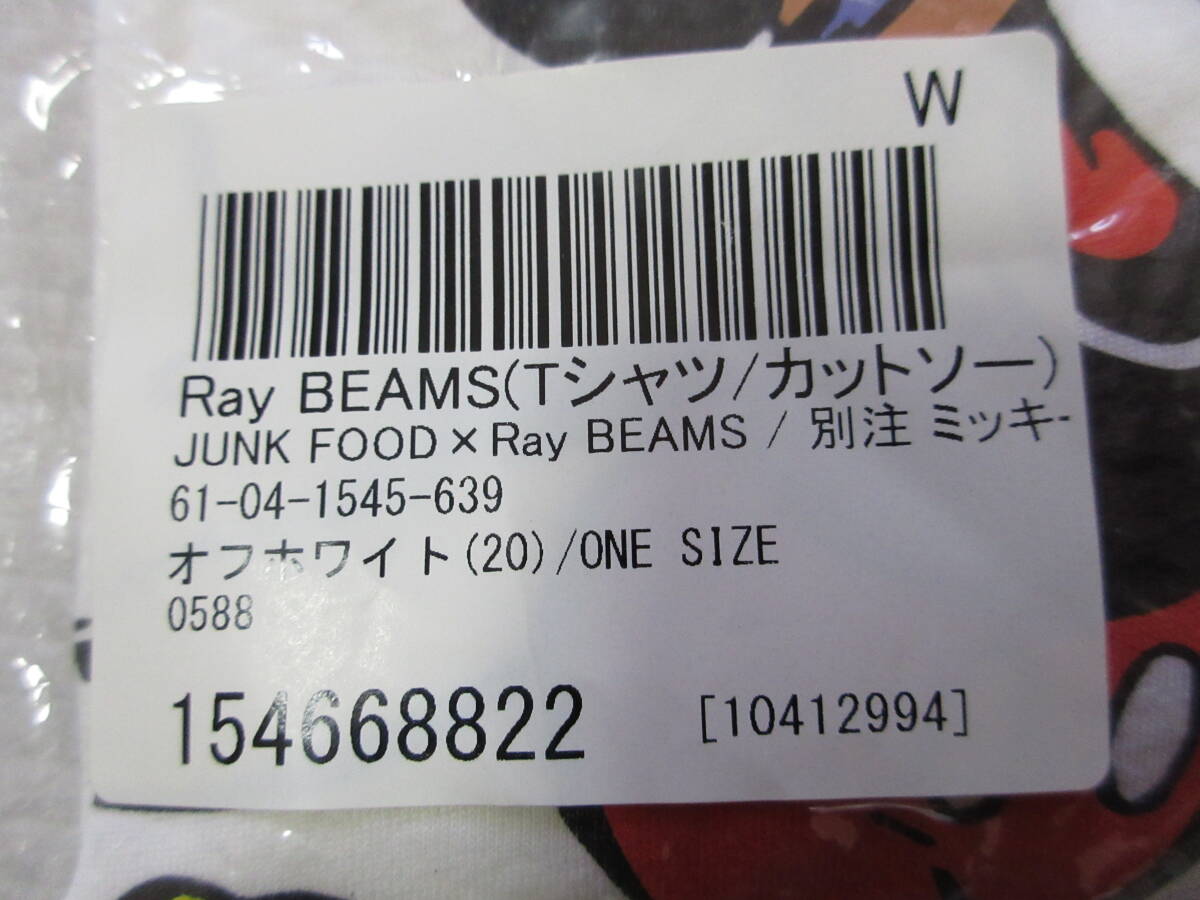 W
Ray BEAMS(Tシャツ/カットソー)
JUNK FOOD×Ray BEAMS / 別注 ミッキー
61-04-1545-639
オフホワイト(20)/ONE SIZE
0588
154668822 [10412994]